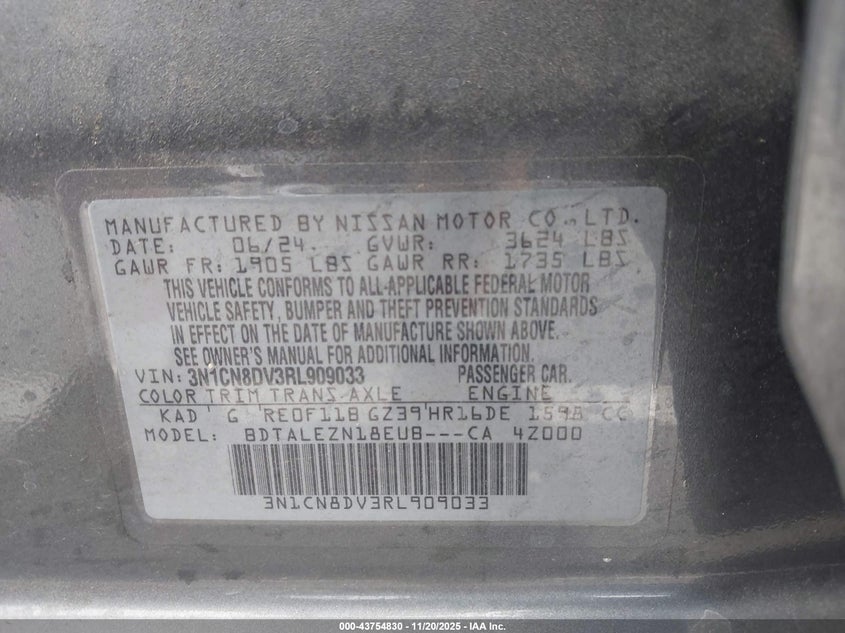 MANUFACTURED BY NISSAN MOTOR CO., LTD.
DATE: 06/24 GVWR: 3624 LBS
GAWR FR: 1905 LBS GAWR RR: 1735 LBS
THIS VEHICLE CONFORMS TO ALL-APPLICABLE FEDERAL MOTOR
VEHICLE SAFETY, BUMPER AND THEFT PREVENTION STANDARDS
IN EFFECT ON THE DATE OF MANUFACTURE SHOWN ABOVE.
SEE OWNER'S MANUAL FOR ADDITIONAL INFORMATION.
VIN: 3N1CN8DV3RL909033 PASSENGER CAR.
COLOR TRIM TRANS AXLE ENGINE
KAD G RE0F11B GZ39 HR16DE 1598 CC
MODEL: BDTALEZN18EUB---CA 4Z000
3N1CN8DV3RL909033
000-43754830 - 11/20/2025 - IAA Inc.